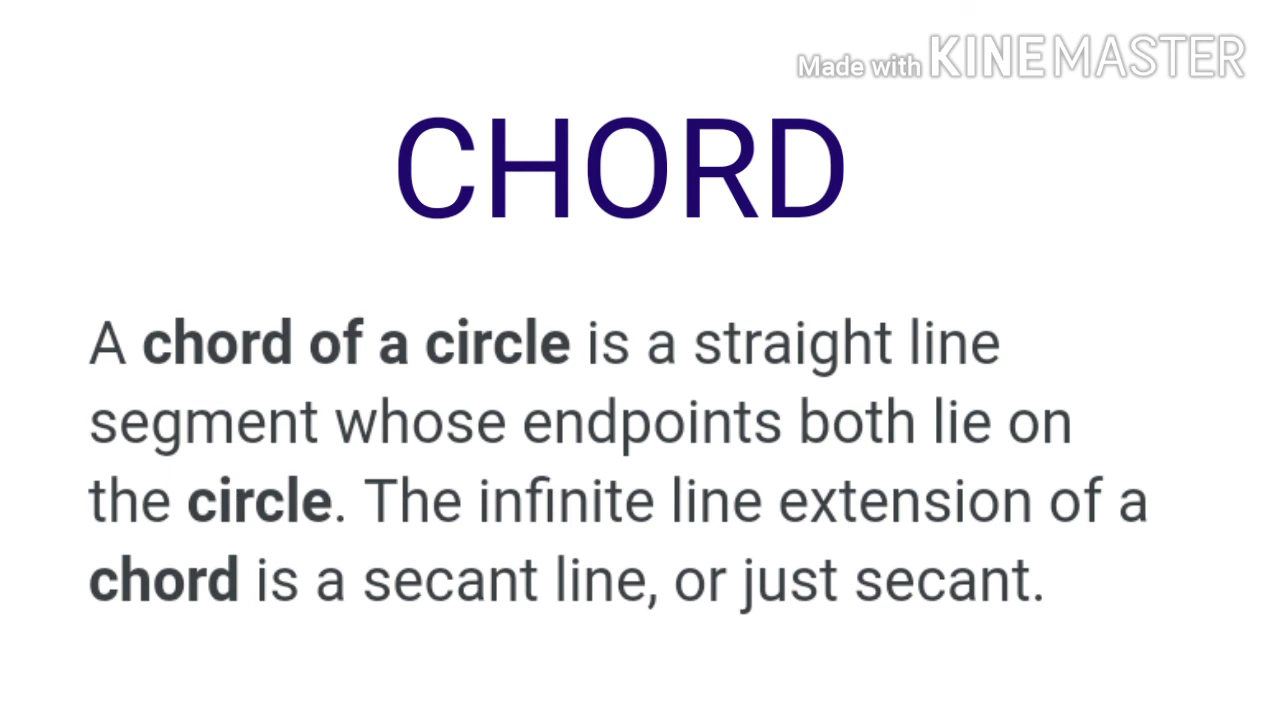 Made with KINEMASTER
CHORD
A chord of a circle is a straight line
segment whose endpoints both lie on
the circle. The infinite line extension of a
chord is a secant line, or just secant.